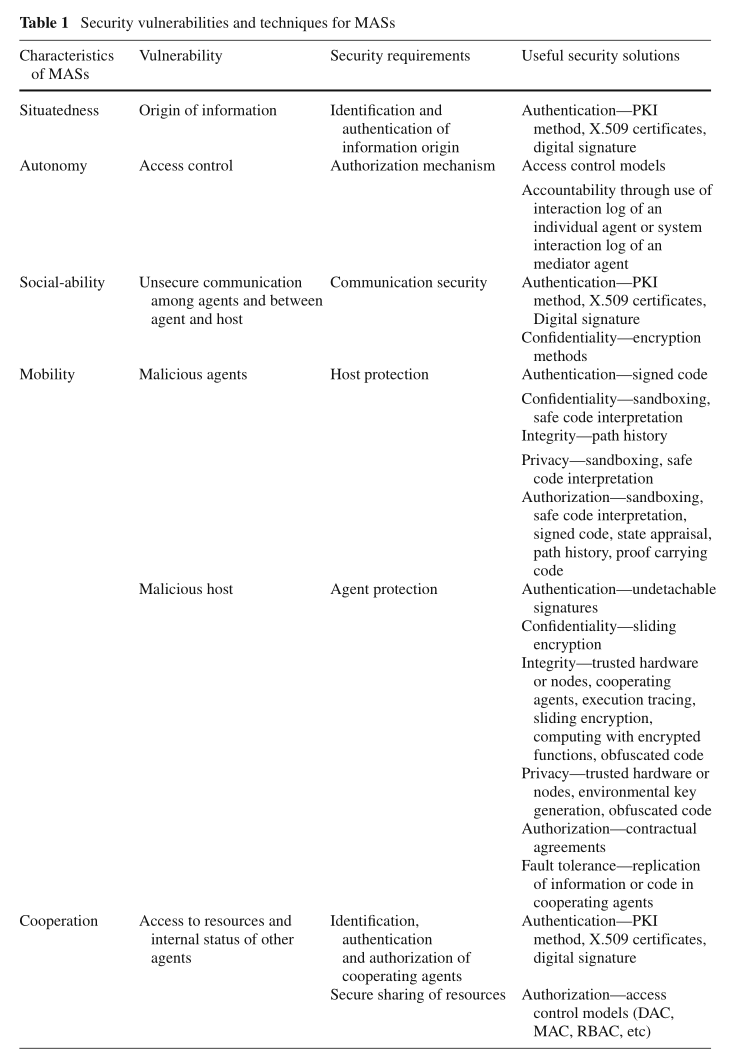 Table 1 Security vulnerabilities and techniques for MASs
Characteristics of MASs Vulnerability Security requirements Useful security solutions
Situatedness Origin of information Identification and authentication of information origin Authentication—PKI method, X.509 certificates, digital signature
Autonomy Access control Authorization mechanism Access control models
Accountability through use of
interaction log of an
individual agent or system
interaction log of an
mediator agent
Social-ability Unsecure communication among agents and between agent and host Communication security Authentication—PKI method, X.509 certificates, Digital signature
Confidentiality—encryption
methods
Mobility Malicious agents Host protection Authentication—signed code
Confidentiality—sandboxing,
safe code interpretation
Integrity—path history
Privacy—sandboxing, safe
code interpretation
Authorization—sandboxing,
safe code interpretation,
signed code, state appraisal,
path history, proof carrying
code
Malicious host Agent protection Authentication—undetachable
signatures
Confidentiality—sliding
encryption
Integrity—trusted hardware
or nodes, cooperating
agents, execution tracing,
sliding encryption,
computing with encrypted
functions, obfuscated code
Privacy—trusted hardware or
nodes, environmental key
generation, obfuscated code
Authorization—contractual
agreements
Fault tolerance—replication
of information or code in
cooperating agents
Cooperation Access to resources and internal status of other agents Identification, authentication and authorization of cooperating agents Authentication—PKI method, X.509 certificates, digital signature
Secure sharing of resources Authorization—access
control models (DAC,
MAC, RBAC, etc)